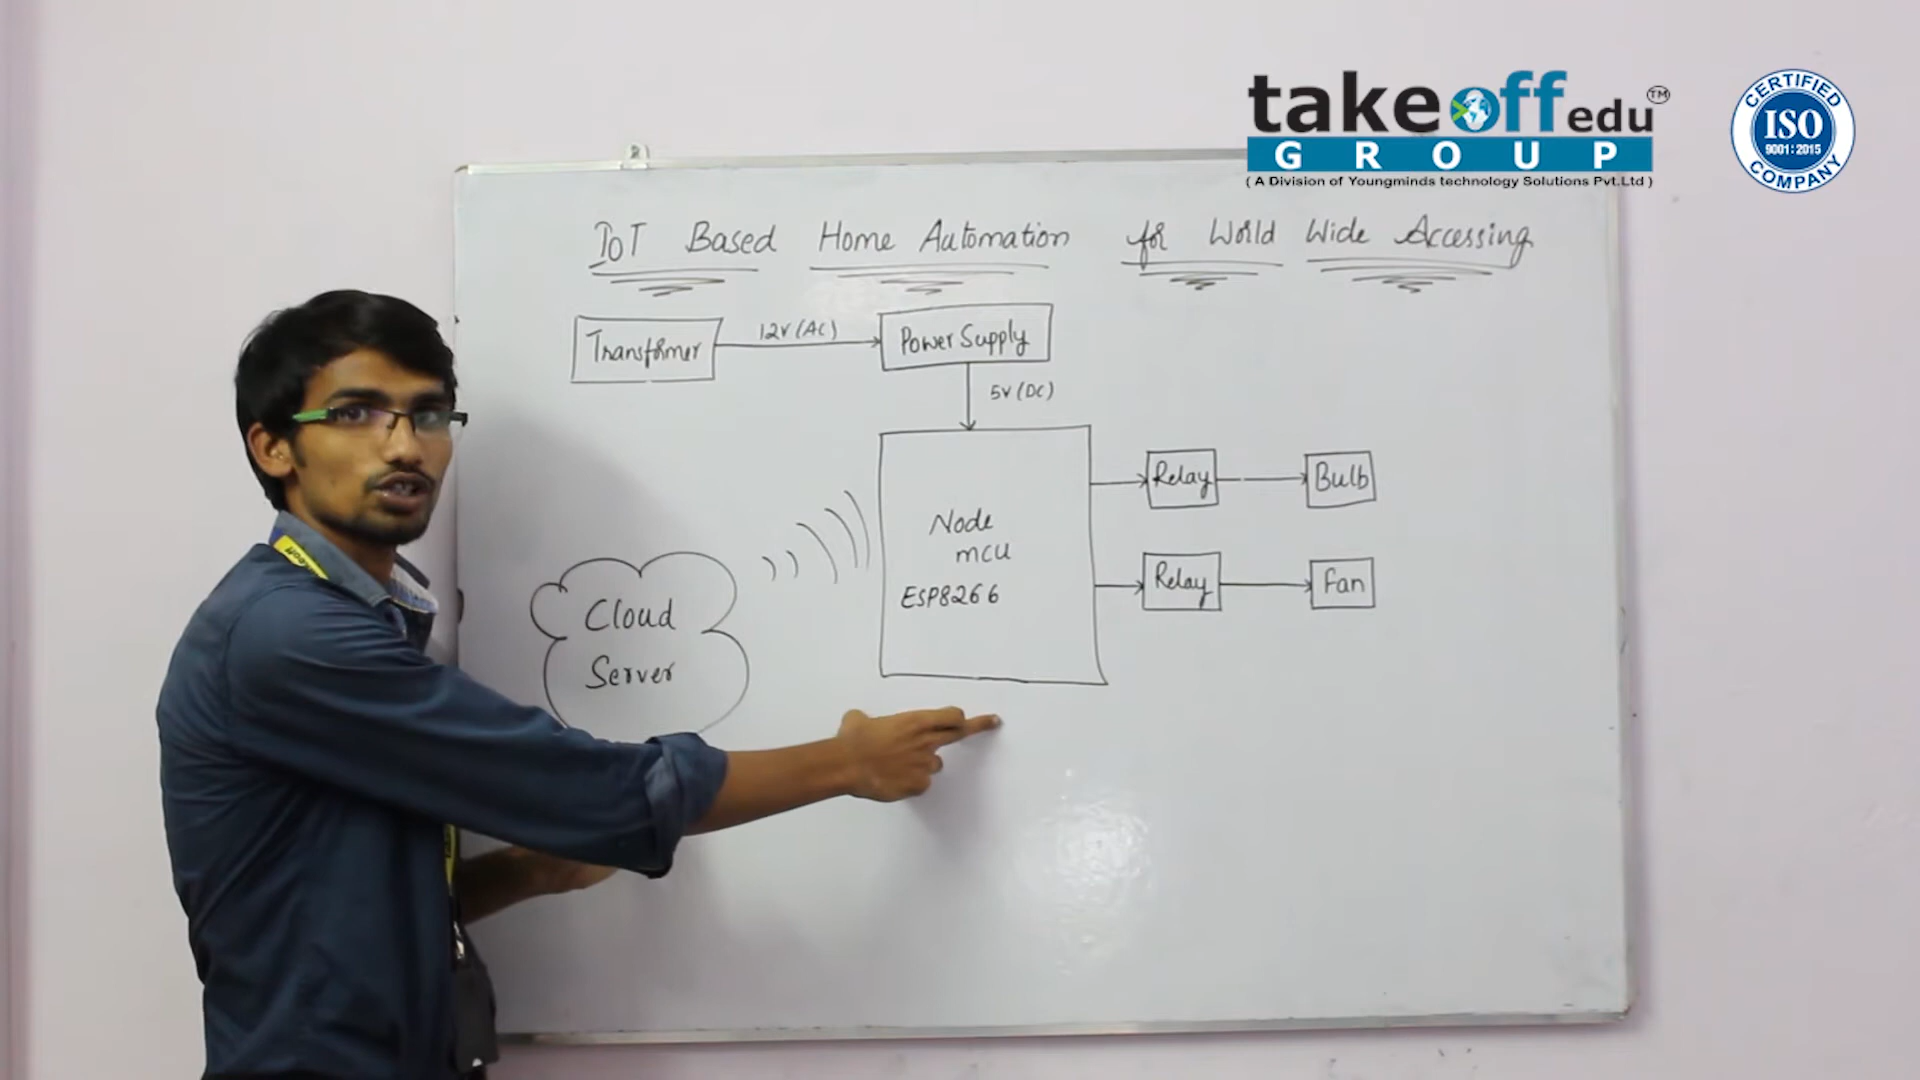 takeoff edu TM
GROUP
( A Division of Youngminds technology Solutions Pvt.Ltd )
CERTIFIED
ISO
9001:2015
COMPANY
IoT Based Home Automation for World Wide Accessing
Transformer
12V (AC)
Power Supply
5V (DC)
Node
MCU
ESP8266
Relay
Bulb
Relay
Fan
Cloud
Server